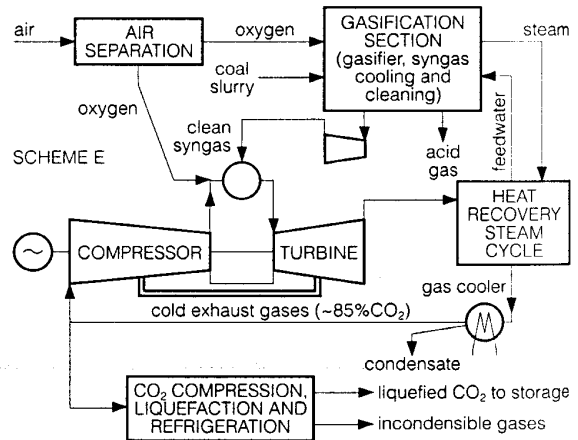 air
AIR
SEPARATION
oxygen
GASIFICATION
SECTION
(gasifier, syngas
cooling and
cleaning)
steam
coal
slurry
oxygen
clean
syngas
acid
gas
feedwater
SCHEME E
COMPRESSOR
TURBINE
HEAT
RECOVERY
STEAM
CYCLE
gas cooler
cold exhaust gases (~85%CO₂)
condensate
CO₂ COMPRESSION,
LIQUEFACTION AND
REFRIGERATION
liquefied CO₂ to storage
incondensible gases